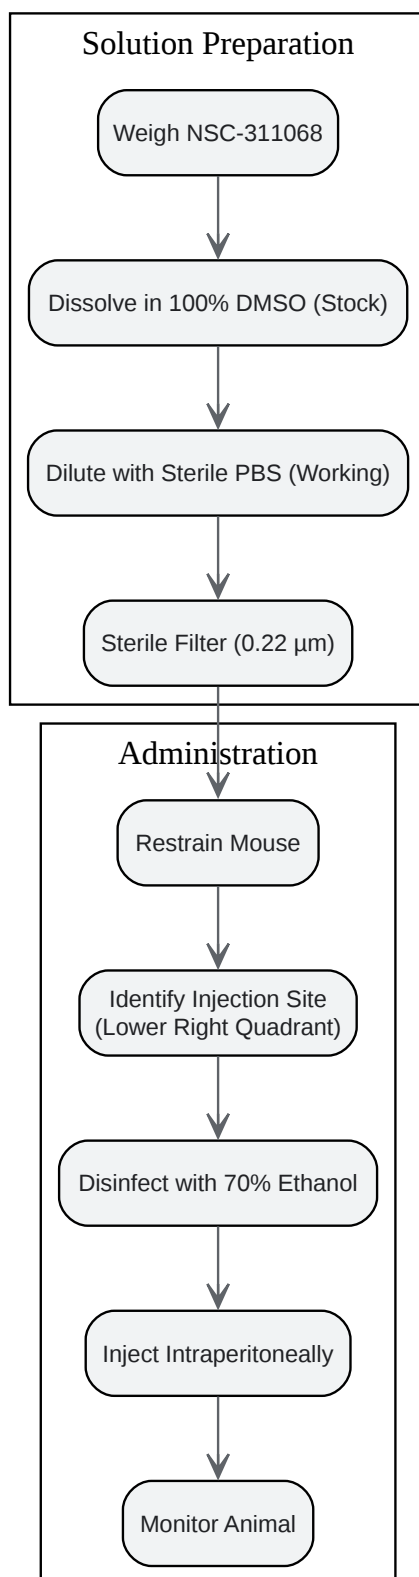 Solution Preparation
Weigh NSC-311068
Dissolve in 100% DMSO (Stock)
Dilute with Sterile PBS (Working)
Sterile Filter (0.22 µm)
Administration
Restrain Mouse
Identify Injection Site
(Lower Right Quadrant)
Disinfect with 70% Ethanol
Inject Intraperitoneally
Monitor Animal